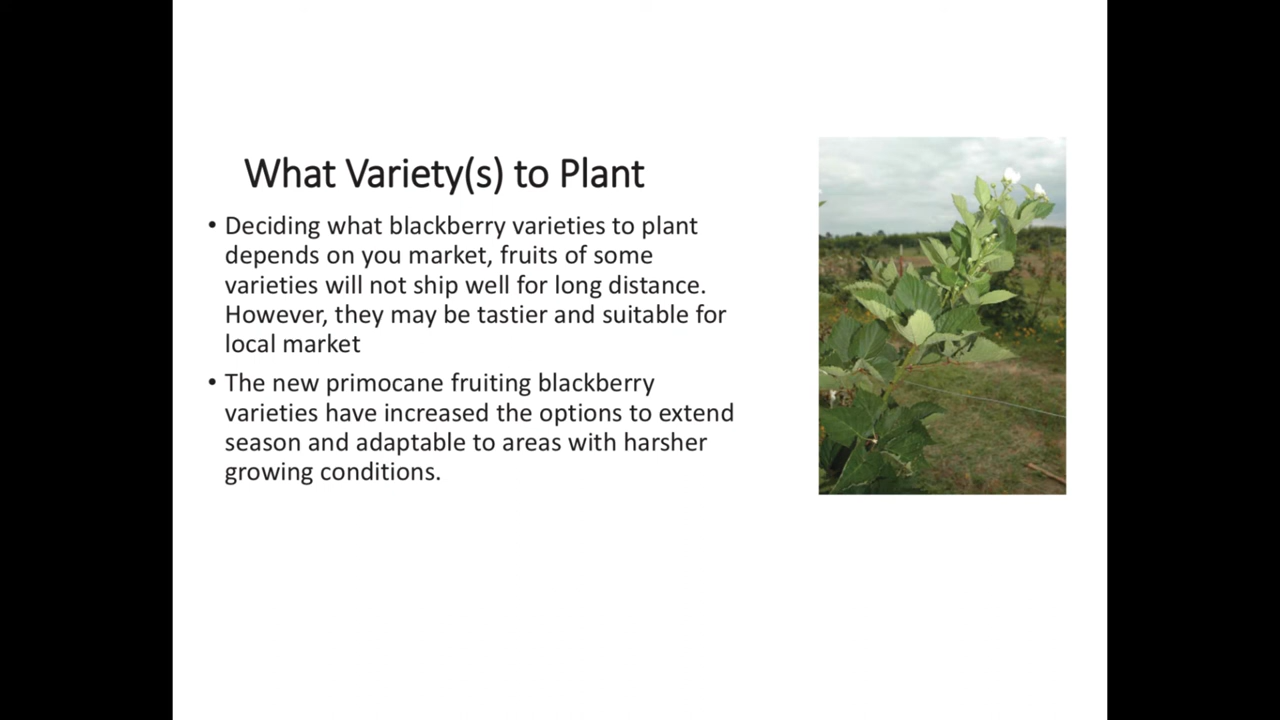 What Variety(s) to Plant
• Deciding what blackberry varieties to plant
depends on you market, fruits of some
varieties will not ship well for long distance.
However, they may be tastier and suitable for
local market
• The new primocane fruiting blackberry
varieties have increased the options to extend
season and adaptable to areas with harsher
growing conditions.